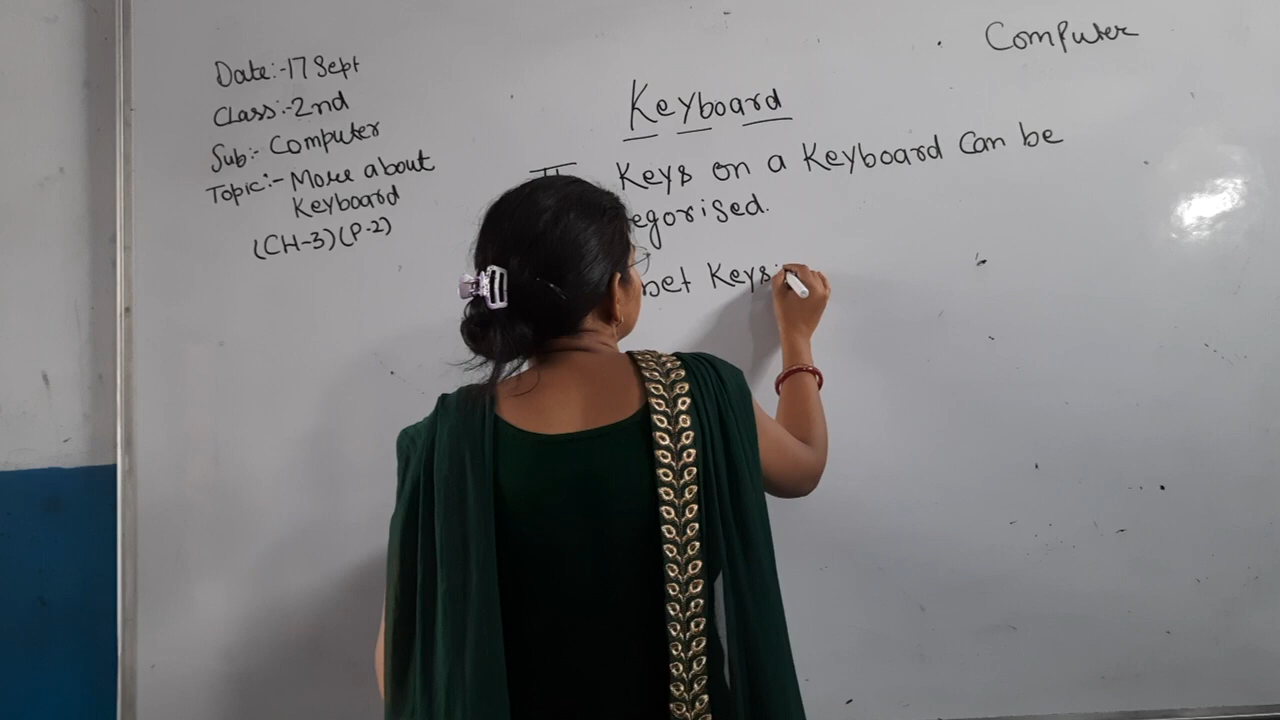 Date:-17 Sept
Class:-2nd
Sub:- Computer
Topic:- More about
Keyboard
(CH-3)(P-2)
Computer
Keyboard
Keys on a Keyboard Can be
egorised.
bet Keys: